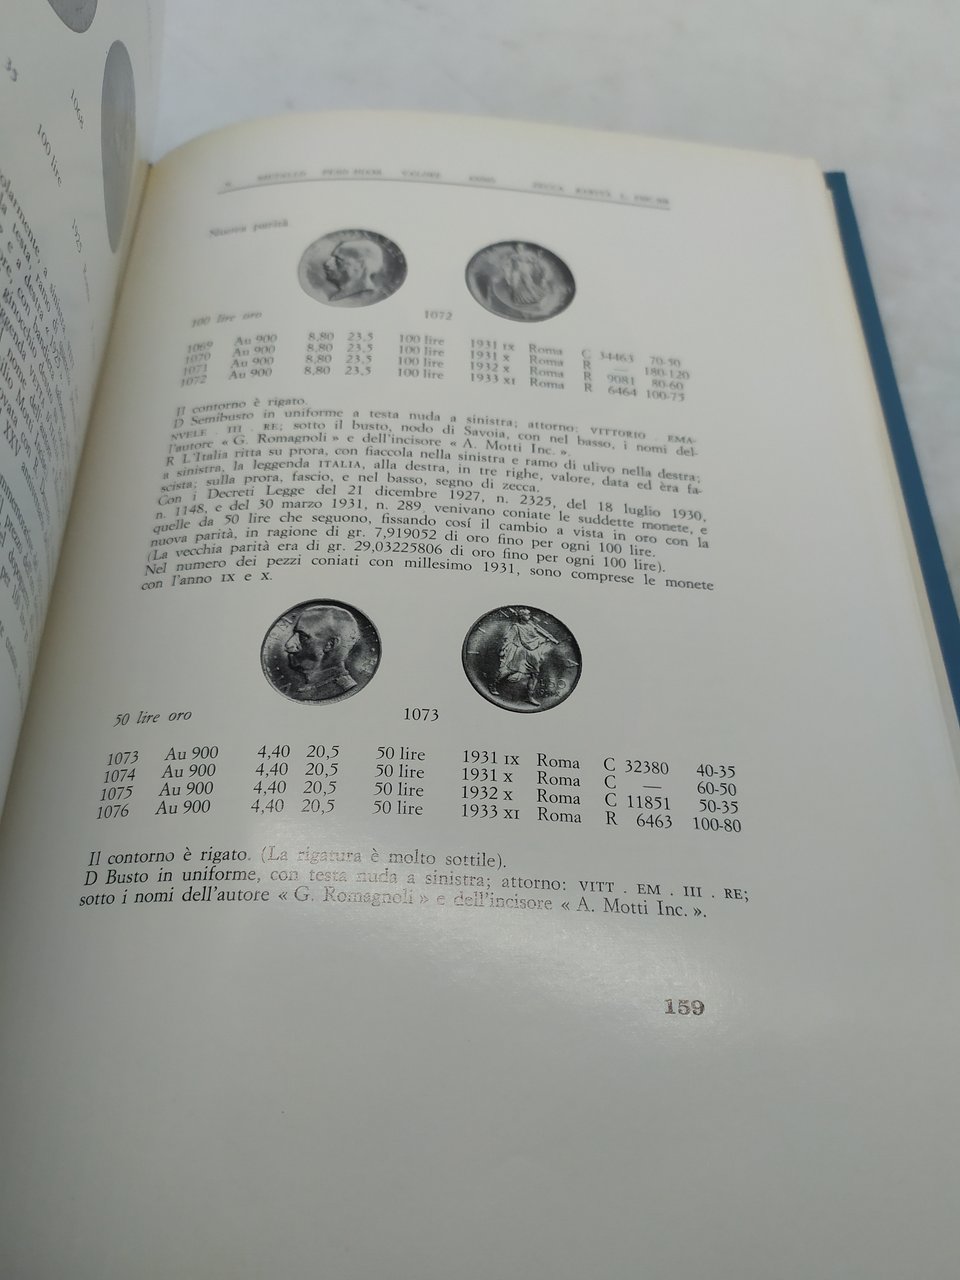 1068
100 lire
1925
N. METALLO PESO DIAM. VALORE ANNO ZECCA RARITÀ
Nuova parità
100 lire oro 1072
1069 Au 900 8,80 23,5 100 lire 1931 IX Roma C 34463 70-50
1070 Au 900 8,80 23,5 100 lire 1931 X Roma R — 180-120
1071 Au 900 8,80 23,5 100 lire 1932 X Roma R 9081 80-60
1072 Au 900 8,80 23,5 100 lire 1933 XI Roma R 6464 100-75
Il contorno è rigato.
D Semibusto in uniforme a testa nuda a sinistra; attorno: VITTORIO . EMA-
NVELE . III . RE; sotto il busto, nodo di Savoia, con nel basso, i nomi del-
l'autore « G. Romagnoli » e dell'incisore « A. Motti Inc. ».
R L'Italia ritta su prora, con fiaccola nella sinistra e ramo di ulivo nella destra;
a sinistra, la leggenda ITALIA, alla destra, in tre righe, valore, data ed èra fa-
scista; sulla prora, fascio, e nel basso, segno di zecca.
Con i Decreti Legge del 21 dicembre 1927, n. 2325, del 18 luglio 1930,
n. 1148, e del 30 marzo 1931, n. 289, venivano coniate le suddette monete, e
quelle da 50 lire che seguono, fissando cosí il cambio a vista in oro con la
nuova parità, in ragione di gr. 7,919052 di oro fino per ogni 100 lire.
(La vecchia parità era di gr. 29,03225806 di oro fino per ogni 100 lire).
Nel numero dei pezzi coniati con millesimo 1931, sono comprese le monete
con l'anno IX e X.
50 lire oro 1073
1073 Au 900 4,40 20,5 50 lire 1931 IX Roma C 32380 40-35
1074 Au 900 4,40 20,5 50 lire 1931 X Roma C — 60-50
1075 Au 900 4,40 20,5 50 lire 1932 X Roma C 11851 50-35
1076 Au 900 4,40 20,5 50 lire 1933 XI Roma R 6463 100-80
Il contorno è rigato. (La rigatura è molto sottile).
D Busto in uniforme, con testa nuda a sinistra; attorno: VITT . EM . III . RE;
sotto i nomi dell'autore « G. Romagnoli » e dell'incisore « A. Motti Inc. ».
159